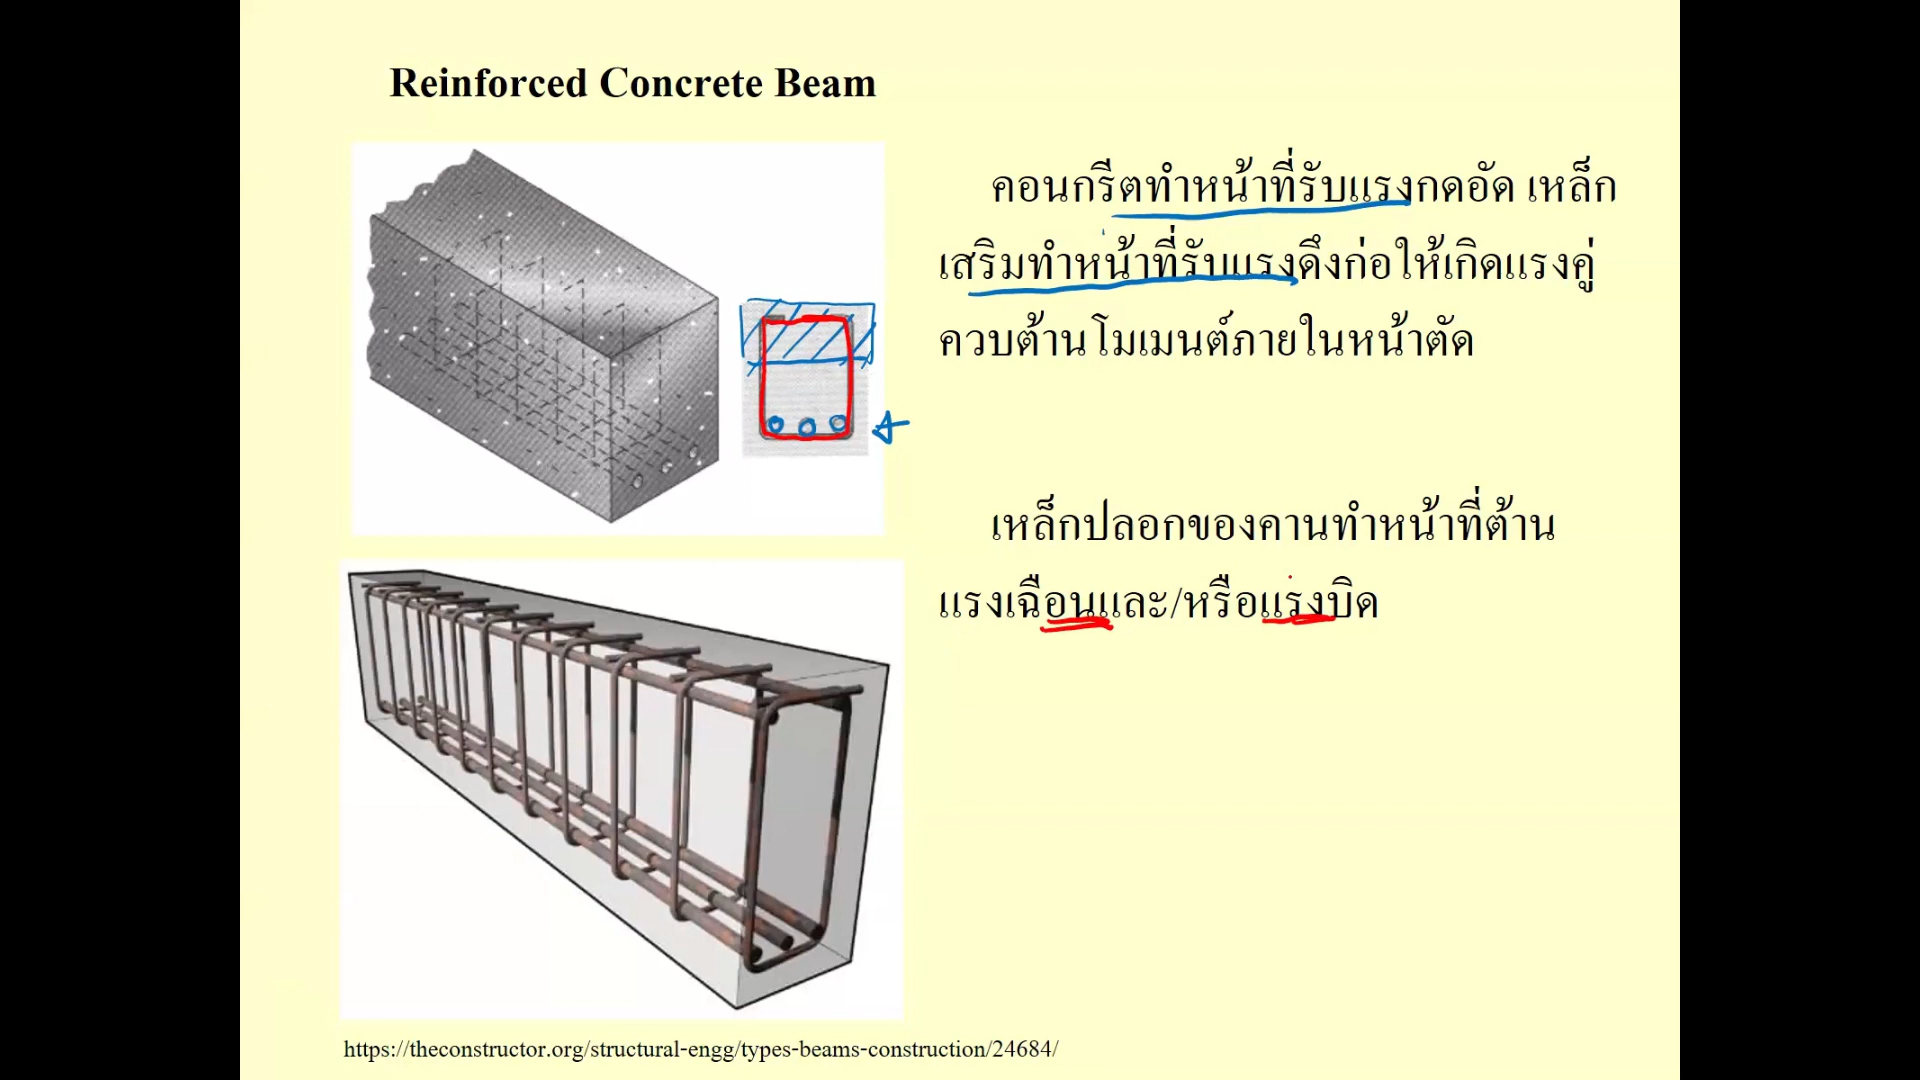 Reinforced Concrete Beam
คอนกรีตทำหน้าที่รับแรงกดอัด เหล็ก
เสริมทำหน้าที่รับแรงดึงก่อให้เกิดแรงคู่
ควบต้านโมเมนต์ภายในหน้าตัด
เหล็กปลอกของคานทำหน้าที่ต้าน
แรงเฉือนและ/หรือแรงบิด
https://theconstructor.org/structural-engg/types-beams-construction/24684/